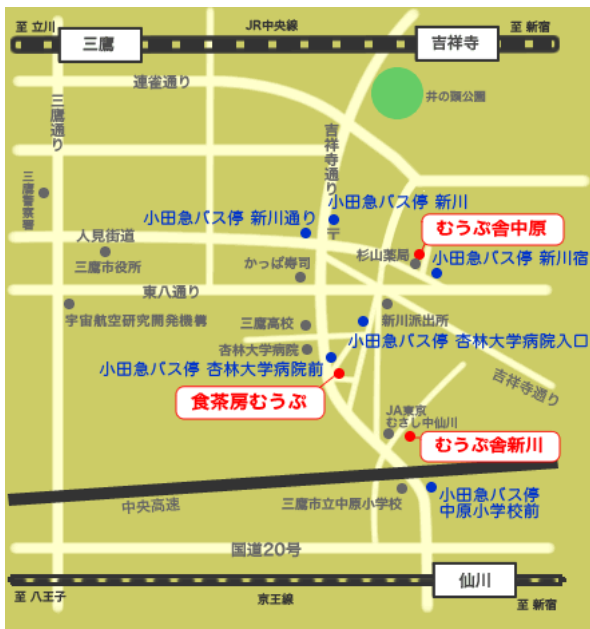 至 立川
JR中央線
至 新宿
三鷹
吉祥寺
連雀通り
井の頭公園
三鷹通り
吉祥寺通り
三鷹警察署
小田急バス停 新川
小田急バス停 新川通り
〒
むうぷ舎中原
人見街道
杉山薬局
小田急バス停 新川宿
三鷹市役所
かっぱ寿司
東八通り
宇宙航空研究開発機構
三鷹高校
新川派出所
小田急バス停 杏林大学病院入口
杏林大学病院
小田急バス停 杏林大学病院前
吉祥寺通り
食茶房むうぷ
JA東京
むさし中仙川
むうぷ舎新川
中央高速
三鷹市立中原小学校
小田急バス停
中原小学校前
国道20号
仙川
至 八王子
京王線
至 新宿